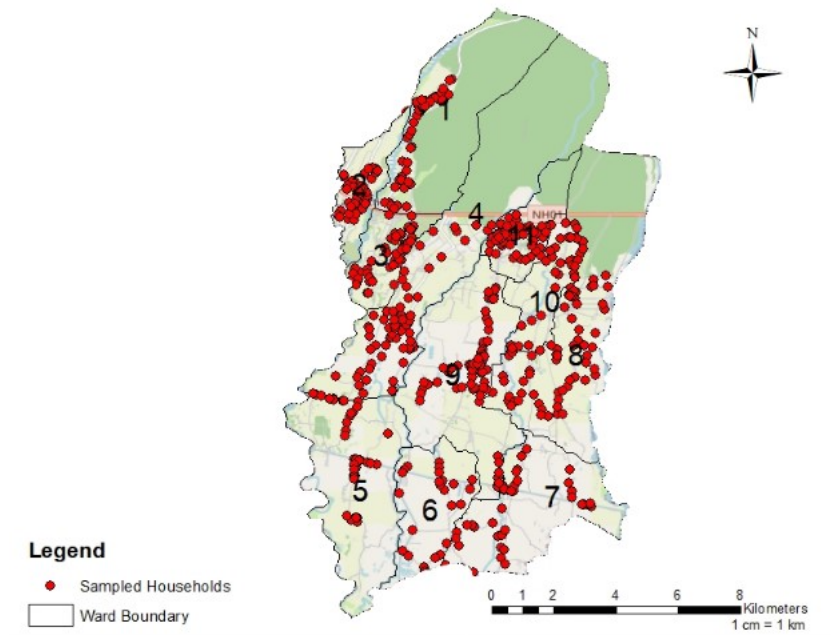 N
1
2
4
NH01
11
3
10
8
9
5
7
6
Legend
Sampled Households
Ward Boundary
0 1 2 4 6 8
Kilometers
1 cm = 1 km